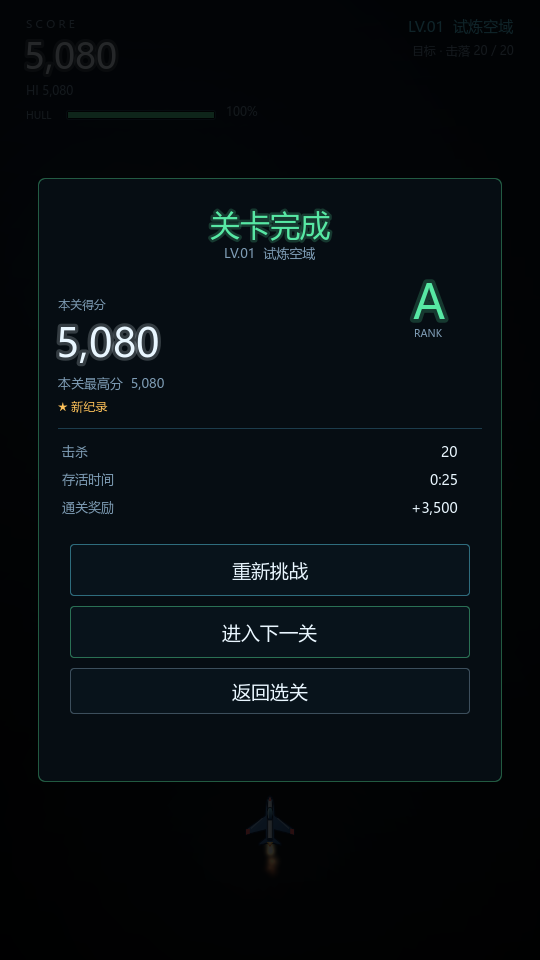 SCORE
5,080
HI 5,080
HULL 100%
LV.01 试炼空域
目标 · 击落 20 / 20
关卡完成
LV.01 试炼空域
本关得分
5,080
A
RANK
本关最高分 5,080
★ 新纪录
击杀 20
存活时间 0:25
通关奖励 +3,500
重新挑战
进入下一关
返回选关